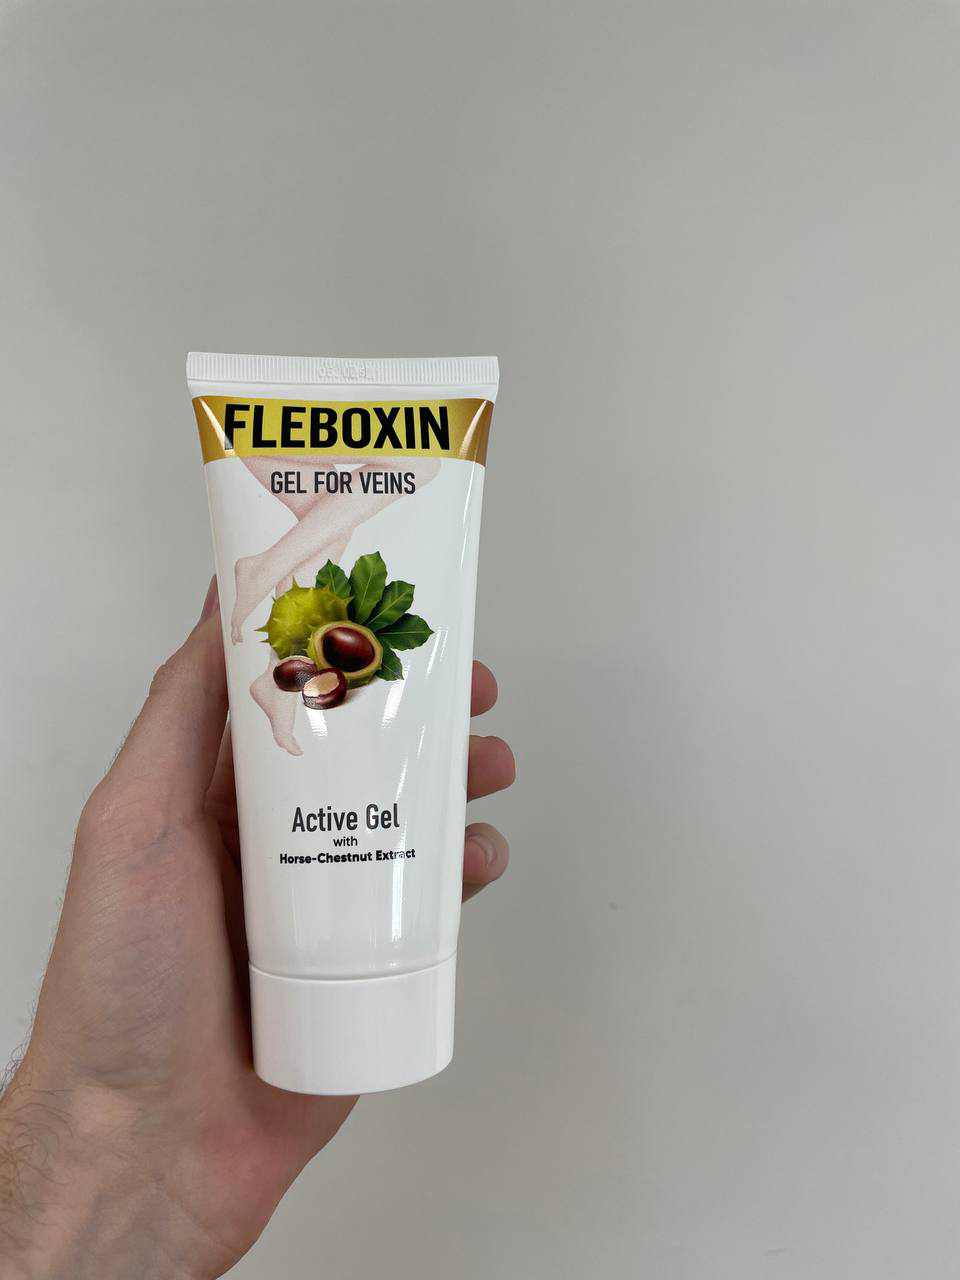 FLEBOXIN
GEL FOR VEINS
Active Gel
with
Horse-Chestnut Extract